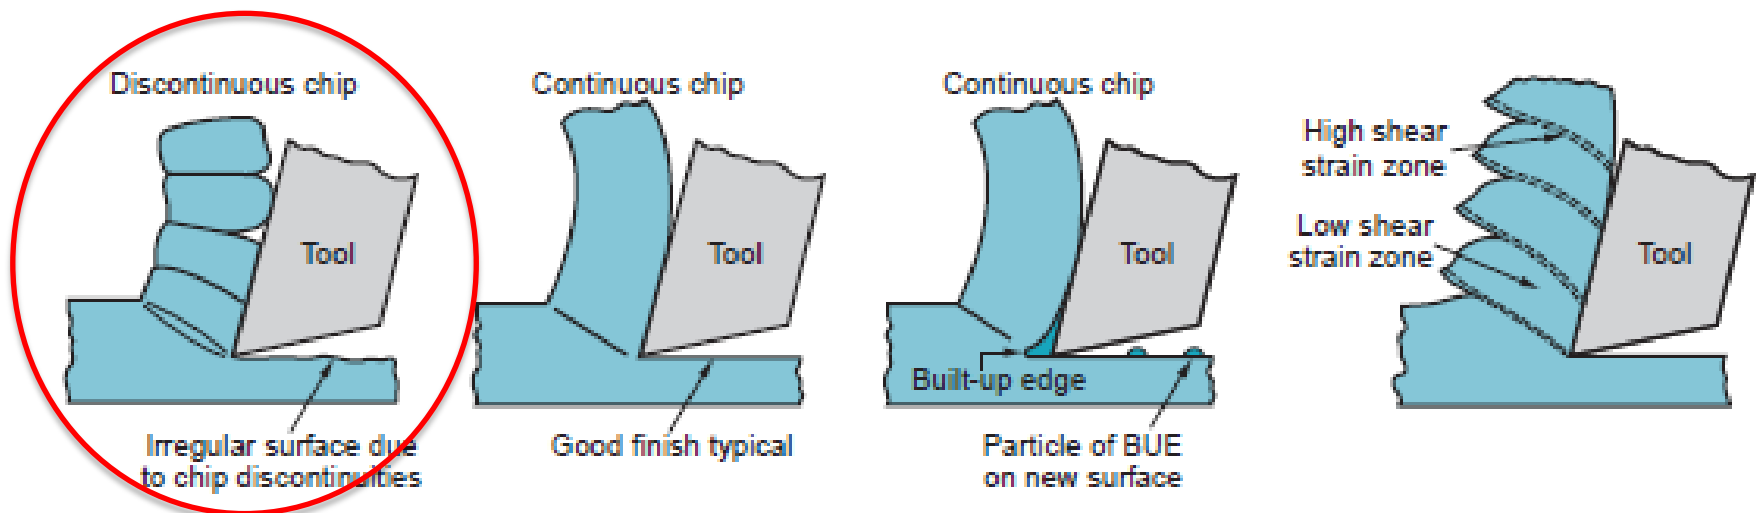 Discontinuous chip
Tool
Irregular surface due
to chip discontinuities
Continuous chip
Tool
Good finish typical
Continuous chip
Tool
Built-up edge
Particle of BUE
on new surface
High shear
strain zone
Low shear
strain zone
Tool